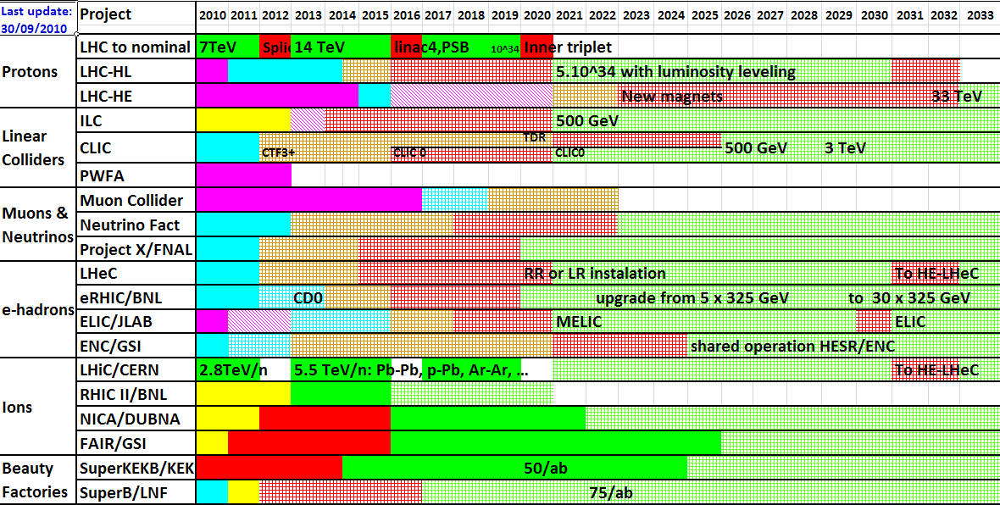 Last update:
30/09/2010
Project
2010 2011 2012 2013 2014 2015 2016 2017 2018 2019 2020 2021 2022 2023 2024 2025 2026 2027 2028 2029 2030 2031 2032 2033
Protons
LHC to nominal 7TeV Splic 14 TeV linac4,PSB 10^34 Inner triplet
LHC-HL 5.10^34 with luminosity leveling
LHC-HE New magnets 33 TeV
Linear
Colliders
ILC 500 GeV
CLIC CTF3+ CLIC 0 TDR CLIC0 500 GeV 3 TeV
PWFA
Muons &
Neutrinos
Muon Collider
Neutrino Fact
Project X/FNAL
e-hadrons
LHeC RR or LR instalation To HE-LHeC
eRHIC/BNL CD0 upgrade from 5 x 325 GeV to 30 x 325 GeV
ELIC/JLAB MELIC ELIC
ENC/GSI shared operation HESR/ENC
Ions
LHiC/CERN 2.8TeV/n 5.5 TeV/n: Pb-Pb, p-Pb, Ar-Ar, ... To HE-LHeC
RHIC II/BNL
NICA/DUBNA
FAIR/GSI
Beauty
Factories
SuperKEKB/KEK 50/ab
SuperB/LNF 75/ab